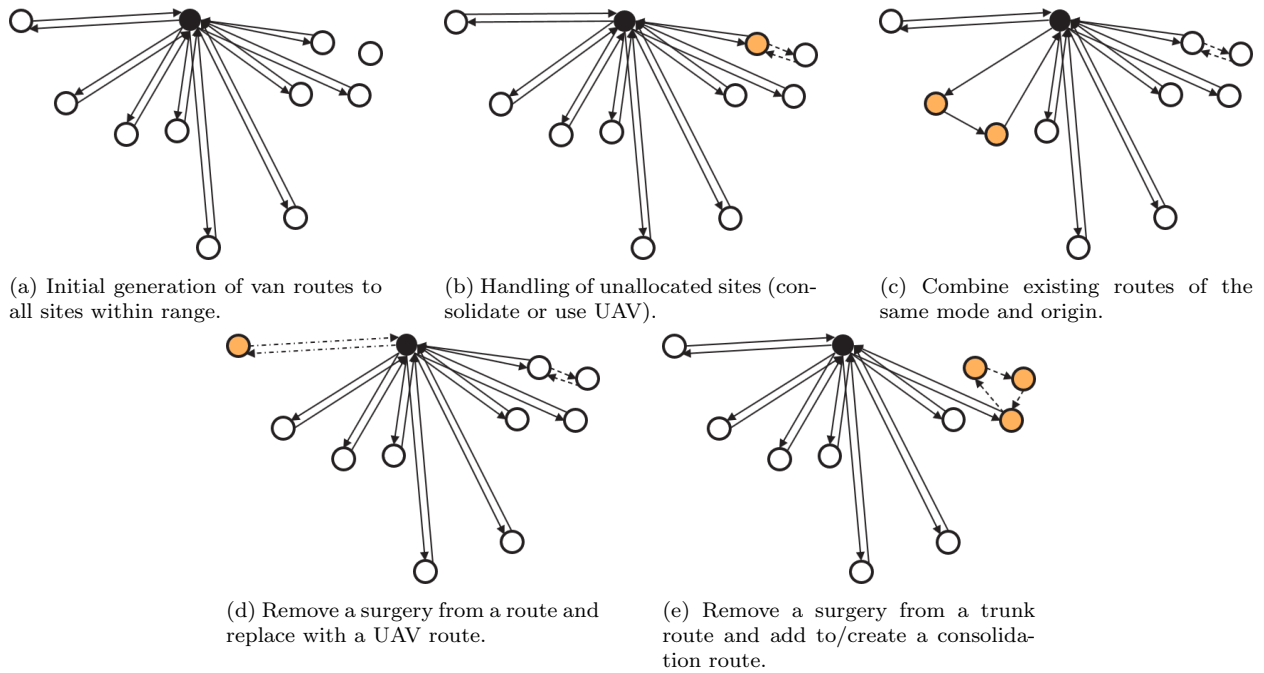 (a) Initial generation of van routes to
all sites within range.
(b) Handling of unallocated sites (con-
solidate or use UAV).
(c) Combine existing routes of the
same mode and origin.
(d) Remove a surgery from a route and
replace with a UAV route.
(e) Remove a surgery from a trunk
route and add to/create a consolida-
tion route.